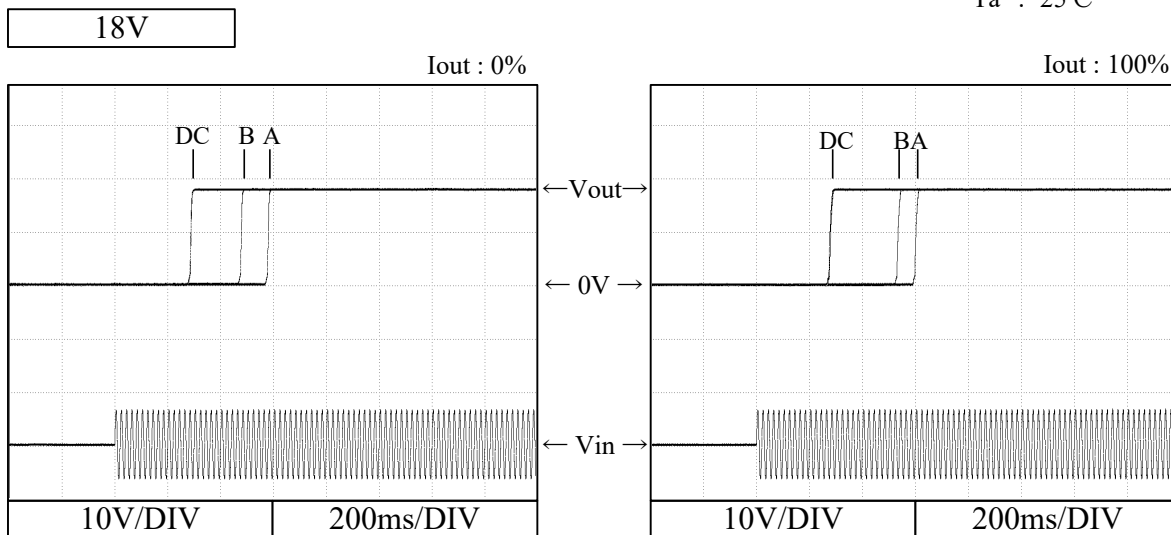 18V
Iout : 0%
Iout : 100%
DC B A
DC BA
←Vout→
← 0V →
← Vin →
10V/DIV 200ms/DIV
10V/DIV 200ms/DIV